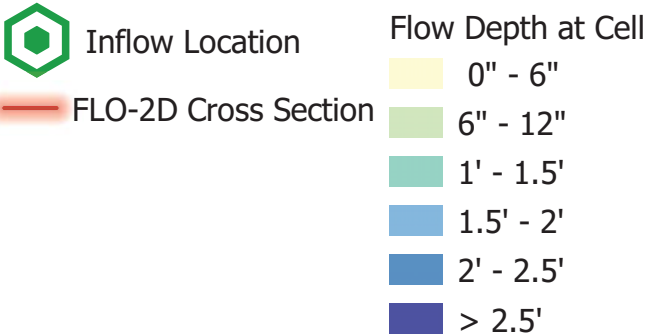 Inflow Location
FLO-2D Cross Section
Flow Depth at Cell
0" - 6"
6" - 12"
1' - 1.5'
1.5' - 2'
2' - 2.5'
> 2.5'